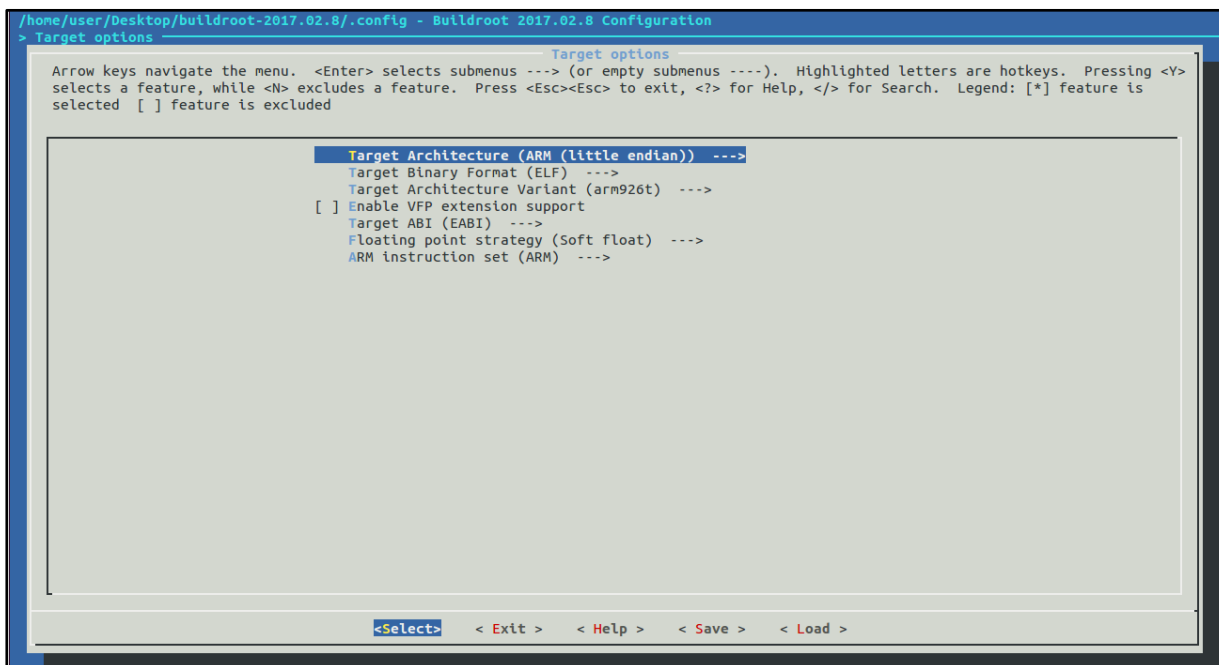 /home/user/Desktop/buildroot-2017.02.8/.config - Buildroot 2017.02.8 Configuration
> Target options
Target options
Arrow keys navigate the menu. <Enter> selects submenus ---> (or empty submenus ----). Highlighted letters are hotkeys. Pressing <Y>
selects a feature, while <N> excludes a feature. Press <Esc><Esc> to exit, <?> for Help, </> for Search. Legend: [*] feature is
selected [ ] feature is excluded
Target Architecture (ARM (little endian)) --->
Target Binary Format (ELF) --->
Target Architecture Variant (arm926t) --->
[ ] Enable VFP extension support
Target ABI (EABI) --->
Floating point strategy (Soft float) --->
ARM instruction set (ARM) --->
<Select> < Exit > < Help > < Save > < Load >